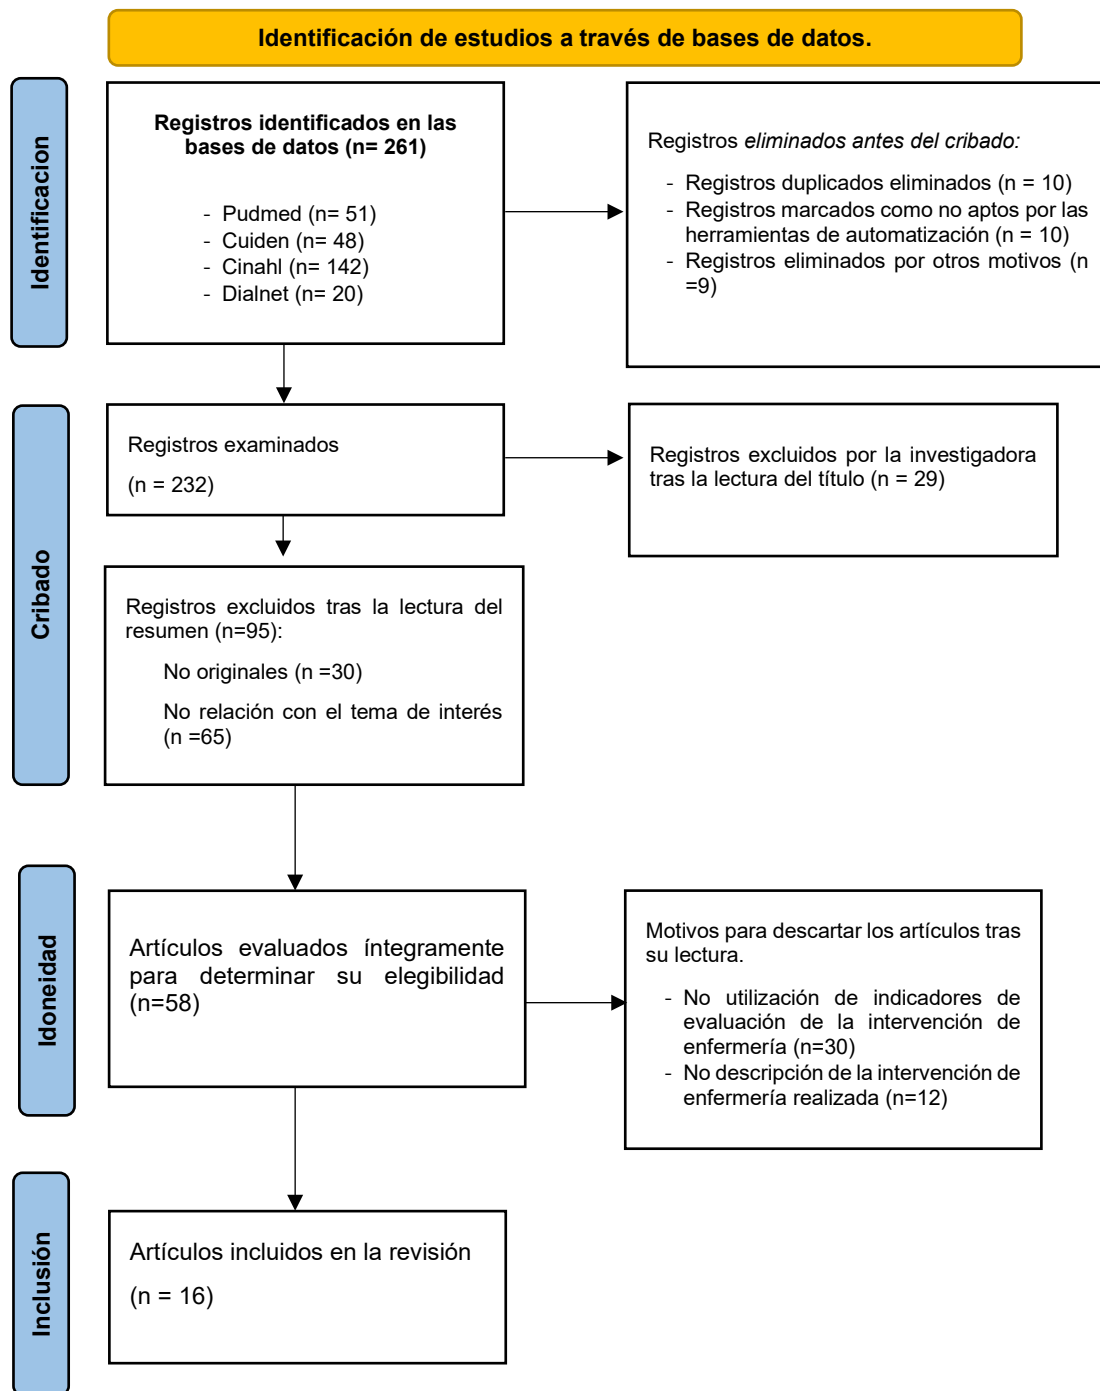 Identificación de estudios a través de bases de datos.
Identificacion
Registros identificados en las
bases de datos (n= 261)
- Pudmed (n= 51)
- Cuiden (n= 48)
- Cinahl (n= 142)
- Dialnet (n= 20)
Registros eliminados antes del cribado:
- Registros duplicados eliminados (n = 10)
- Registros marcados como no aptos por las
herramientas de automatización (n = 10)
- Registros eliminados por otros motivos (n
=9)
Cribado
Registros examinados
(n = 232)
Registros excluidos por la investigadora
tras la lectura del título (n = 29)
Registros excluidos tras la lectura del
resumen (n=95):
No originales (n =30)
No relación con el tema de interés
(n =65)
Idoneidad
Artículos evaluados íntegramente
para determinar su elegibilidad
(n=58)
Motivos para descartar los artículos tras
su lectura.
- No utilización de indicadores de
evaluación de la intervención de
enfermería (n=30)
- No descripción de la intervención de
enfermería realizada (n=12)
Inclusión
Artículos incluidos en la revisión
(n = 16)